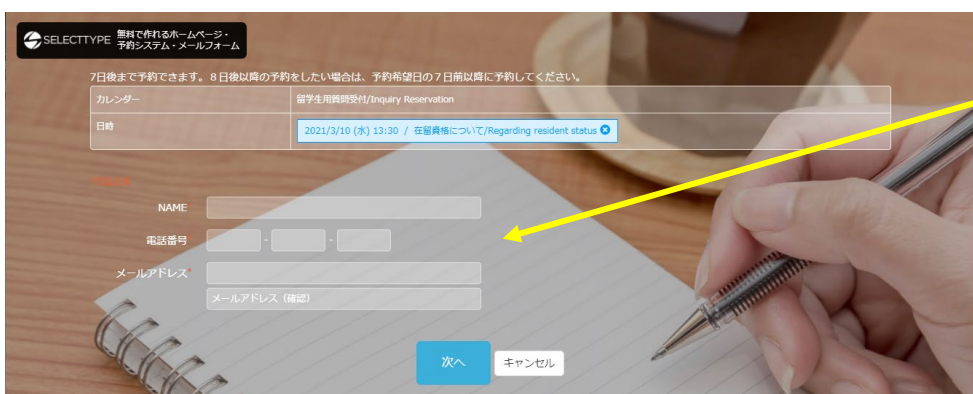 SELECTTYPE 無料で作れるホームページ・
予約システム・メールフォーム
7日後まで予約できます。8日後以降の予約をしたい場合は、予約希望日の7日前以降に予約してください。
カレンダー 留学生用質問受付/Inquiry Reservation
日時 2021/3/10 (水) 13:30 / 在留資格について/Regarding resident status
NAME
電話番号 - -
メールアドレス*
メールアドレス (確認)
次へ キャンセル